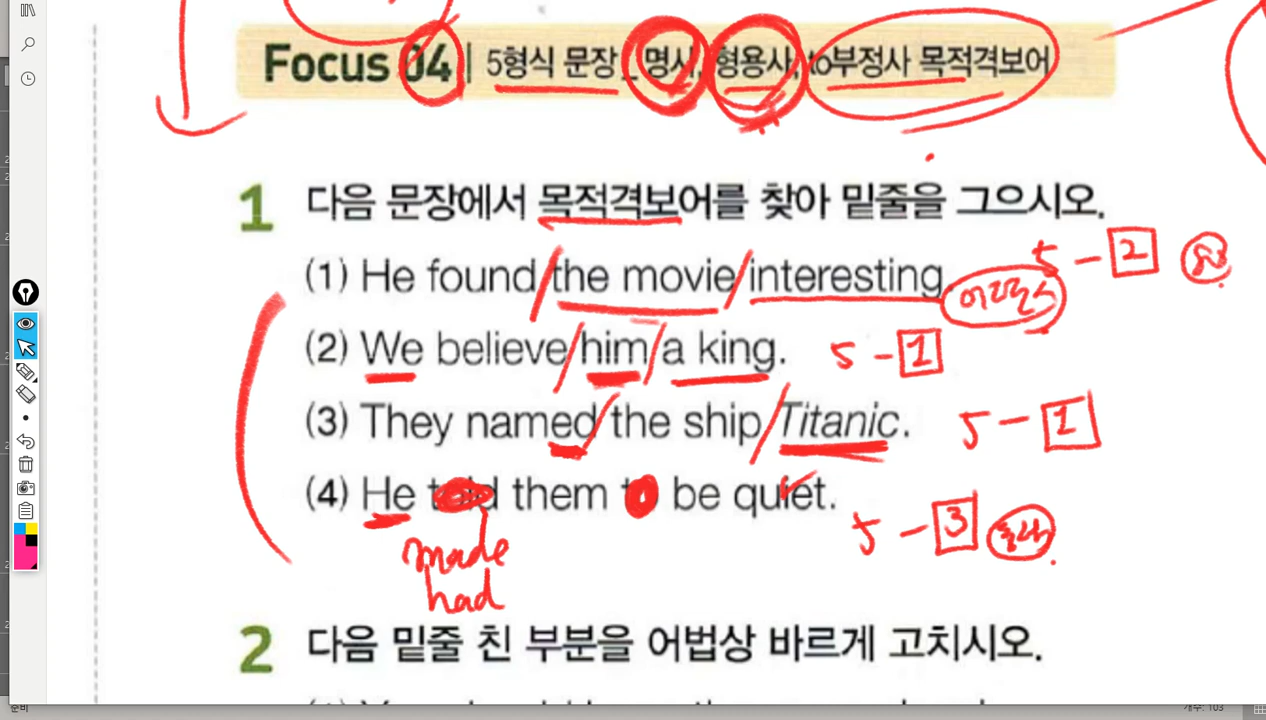 Focus 04 | 5형식 문장_명사, 형용사, to부정사 목적격보어
1 다음 문장에서 목적격보어를 찾아 밑줄을 그으시오.
(1) He found the movie interesting 5-2
(2) We believe him a king. 5-1
(3) They named the ship Titanic. 5-1
(4) He told them to be quiet. 5-3
made
had
2 다음 밑줄 친 부분을 어법상 바르게 고치시오.
준비
개수: 103